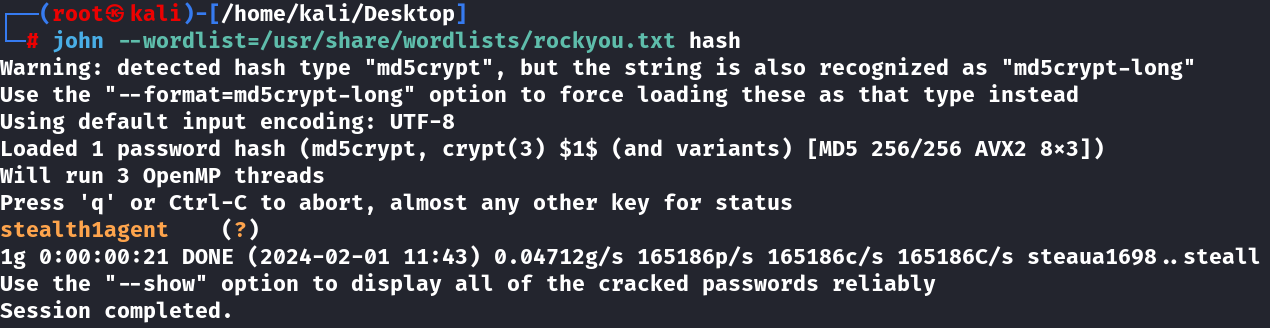 ┌──(root㉿kali)-[/home/kali/Desktop]
└─# john --wordlist=/usr/share/wordlists/rockyou.txt hash
Warning: detected hash type "md5crypt", but the string is also recognized as "md5crypt-long"
Use the "--format=md5crypt-long" option to force loading these as that type instead
Using default input encoding: UTF-8
Loaded 1 password hash (md5crypt, crypt(3) $1$ (and variants) [MD5 256/256 AVX2 8×3])
Will run 3 OpenMP threads
Press 'q' or Ctrl-C to abort, almost any other key for status
stealth1agent    (?)
1g 0:00:00:21 DONE (2024-02-01 11:43) 0.04712g/s 165186p/s 165186c/s 165186C/s steaua1698..steall
Use the "--show" option to display all of the cracked passwords reliably
Session completed.